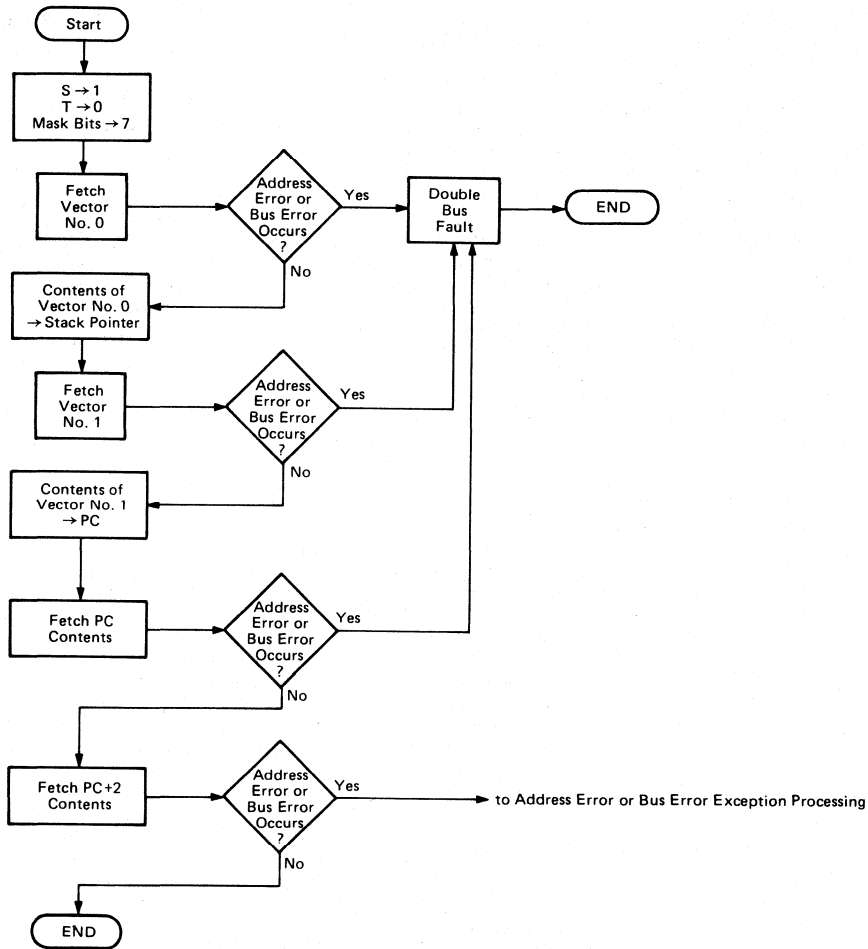 Start
S → 1
T → 0
Mask Bits → 7
Fetch
Vector
No. 0
Address
Error or
Bus Error
Occurs
?
Yes
No
Double
Bus
Fault
END
Contents of
Vector No. 0
→ Stack Pointer
Fetch
Vector
No. 1
Address
Error or
Bus Error
Occurs
?
Yes
No
Contents of
Vector No. 1
→ PC
Fetch PC
Contents
Address
Error or
Bus Error
Occurs
?
Yes
No
Fetch PC+2
Contents
Address
Error or
Bus Error
Occurs
?
Yes
to Address Error or Bus Error Exception Processing
No
END